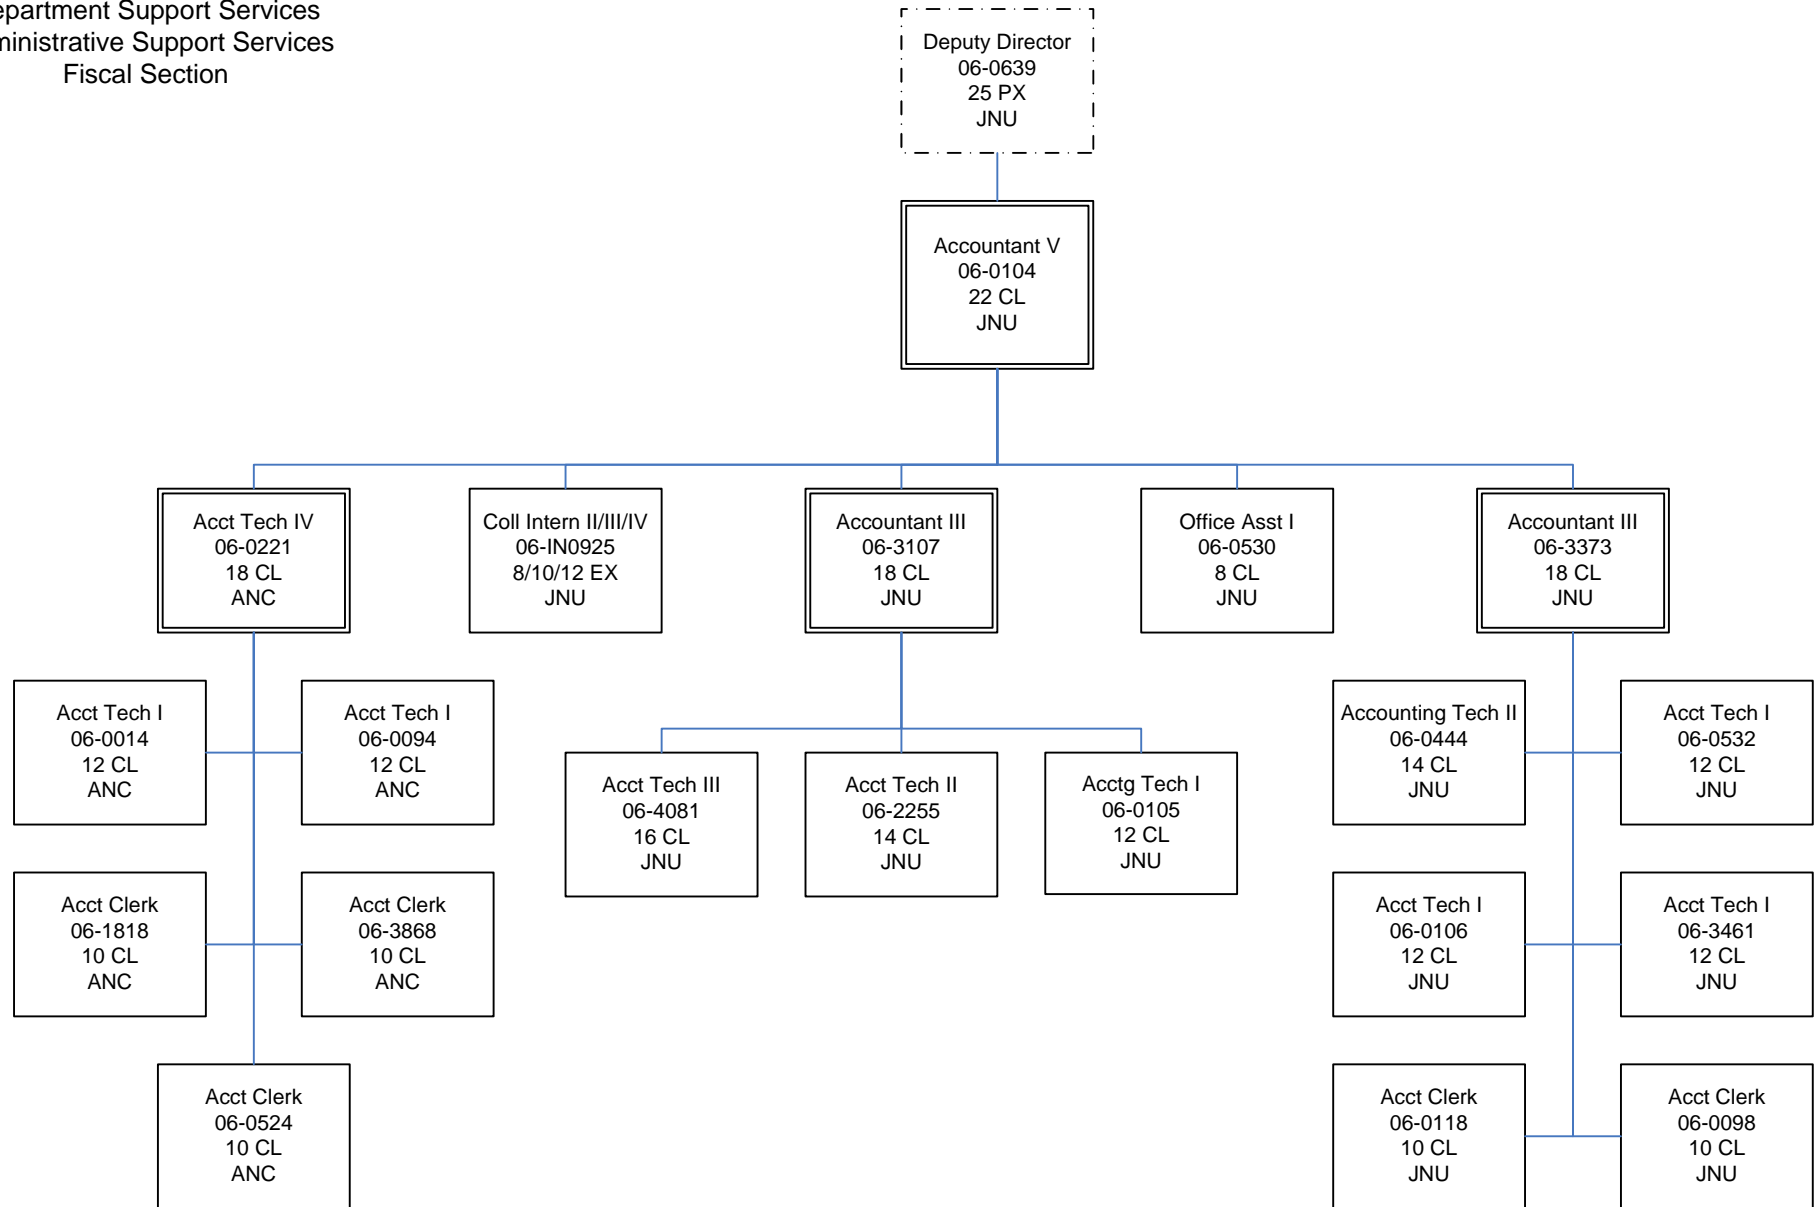 Support Services
Support Services
Fiscal Section
Deputy Director
06-0639
25 PX
JNU
Accountant V
06-0104
22 CL
JNU
Acct Tech IV
06-0221
18 CL
ANC
Coll Intern II/III/IV
06-IN0925
8/10/12 EX
JNU
Accountant III
06-3107
18 CL
JNU
Office Asst I
06-0530
8 CL
JNU
Accountant III
06-3373
18 CL
JNU
Acct Tech I
06-0014
12 CL
ANC
Acct Tech I
06-0094
12 CL
ANC
Acct Clerk
06-1818
10 CL
ANC
Acct Clerk
06-3868
10 CL
ANC
Acct Clerk
06-0524
10 CL
ANC
Acct Tech III
06-4081
16 CL
JNU
Acct Tech II
06-2255
14 CL
JNU
Acctg Tech I
06-0105
12 CL
JNU
Accounting Tech II
06-0444
14 CL
JNU
Acct Tech I
06-0532
12 CL
JNU
Acct Tech I
06-0106
12 CL
JNU
Acct Tech I
06-3461
12 CL
JNU
Acct Clerk
06-0118
10 CL
JNU
Acct Clerk
06-0098
10 CL
JNU